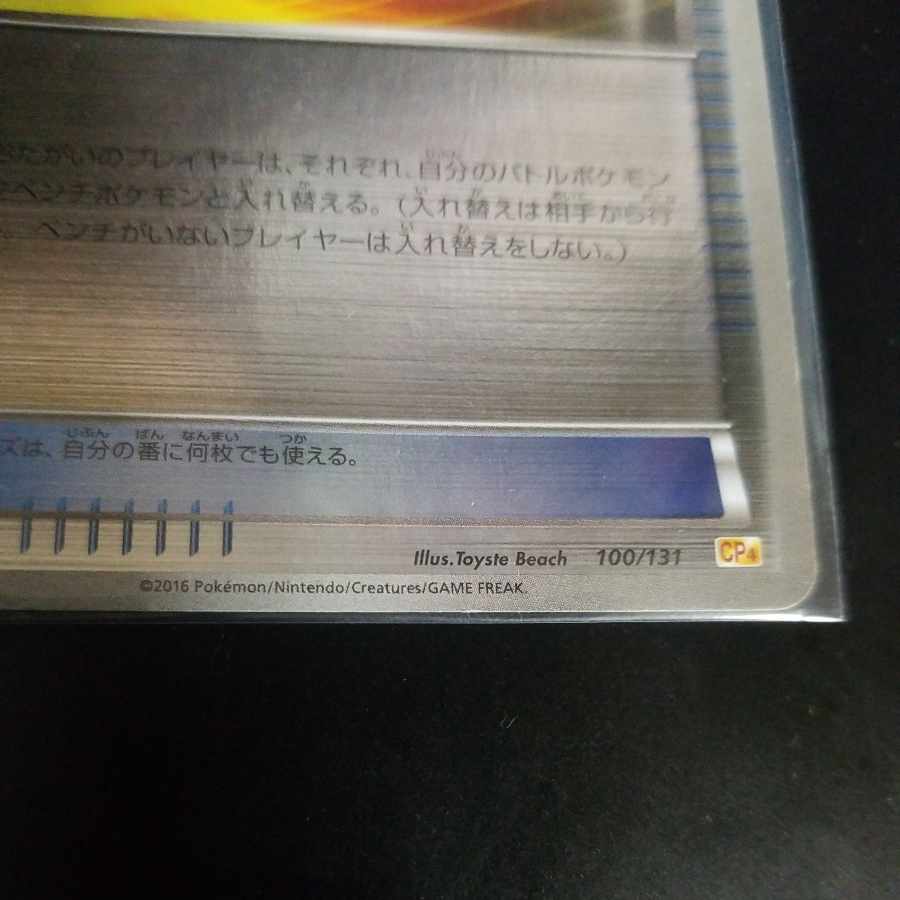 たがいのプレイヤーは、それぞれ、自分のバトルポケモン
ベンチポケモンと入れ替える。（入れ替えは相手から行
ベンチがいないプレイヤーは入れ替えをしない。）
ズは、自分の番に何枚でも使える。
Illus.Toyste Beach 100/131 CP4
©2016 Pokémon/Nintendo/Creatures/GAME FREAK.